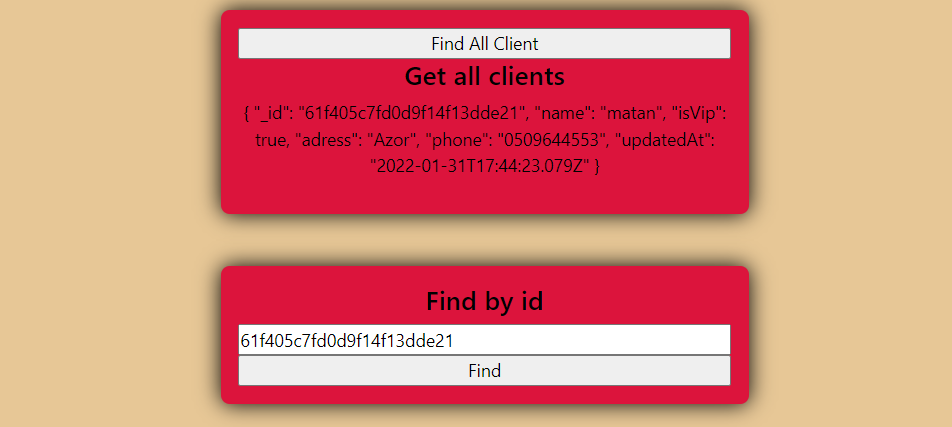 Find All Client
Get all clients
{ "_id": "61f405c7fd0d9f14f13dde21", "name": "matan", "isVip":
true, "adress": "Azor", "phone": "0509644553", "updatedAt":
"2022-01-31T17:44:23.079Z" }
Find by id
61f405c7fd0d9f14f13dde21
Find